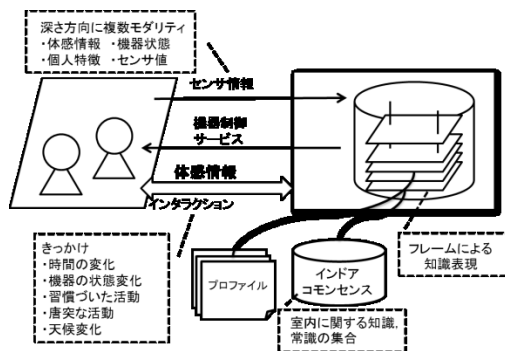 深さ方向に複数モダリティ
・体感情報 ・機器状態
・個人特徴 ・センサ値
センサ情報
機器制御
サービス
体感情報
インタラクション
きっかけ
・時間の変化
・機器の状態変化
・習慣づいた活動
・唐突な活動
・天候変化
プロファイル
インドア
コモンセンス
フレームによる
知識表現
室内に関する知識,
常識の集合